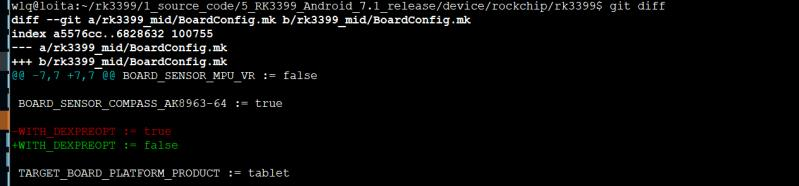 wlq@loita:~/rk3399/1_source_code/5_RK3399_Android_7.1_release/device/rockchip/rk3399$ git diff
diff --git a/rk3399_mid/BoardConfig.mk b/rk3399_mid/BoardConfig.mk
index a5576cc..6828632 100755
--- a/rk3399_mid/BoardConfig.mk
+++ b/rk3399_mid/BoardConfig.mk
@@ -7,7 +7,7 @@ BOARD_SENSOR_MPU_VR := false
BOARD_SENSOR_COMPASS_AK8963-64 := true
-WITH_DEXPREOPT := true
+WITH_DEXPREOPT := false
TARGET_BOARD_PLATFORM_PRODUCT := tablet